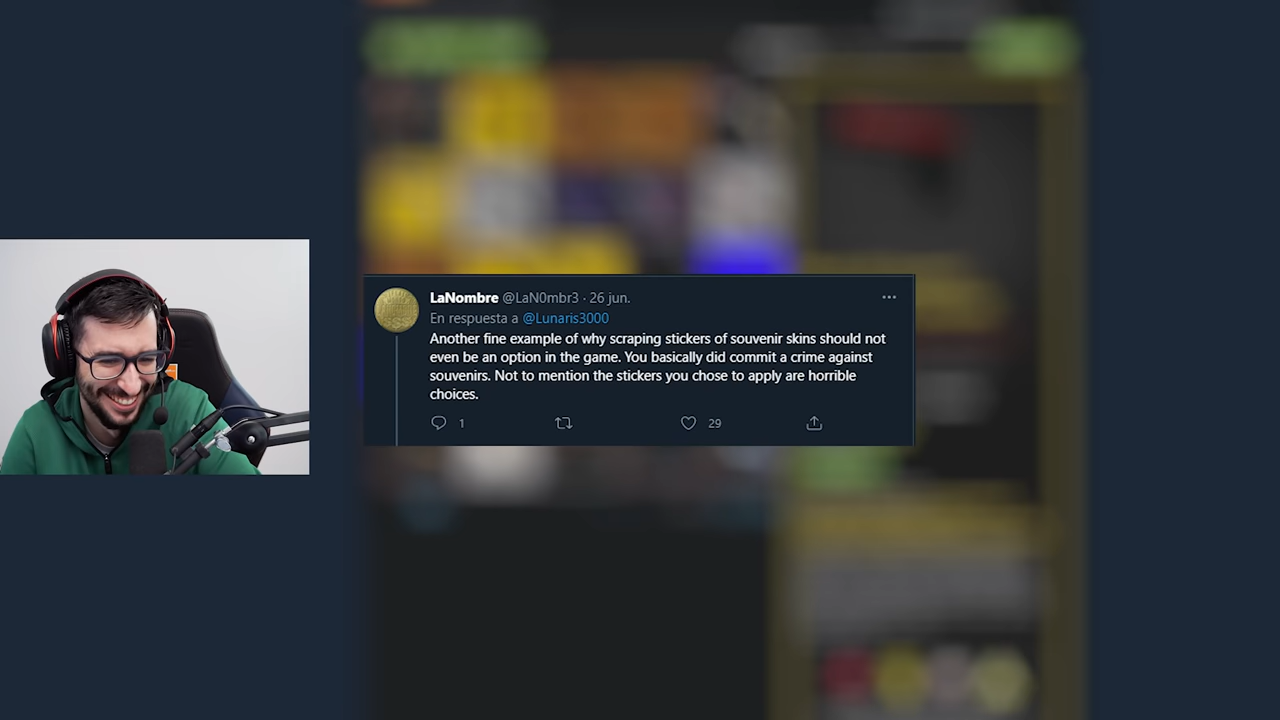 LaNombre @LaN0mbr3 · 26 jun.
En respuesta a @Lunaris3000
Another fine example of why scraping stickers of souvenir skins should not
even be an option in the game. You basically did commit a crime against
souvenirs. Not to mention the stickers you chose to apply are horrible
choices.
1 29